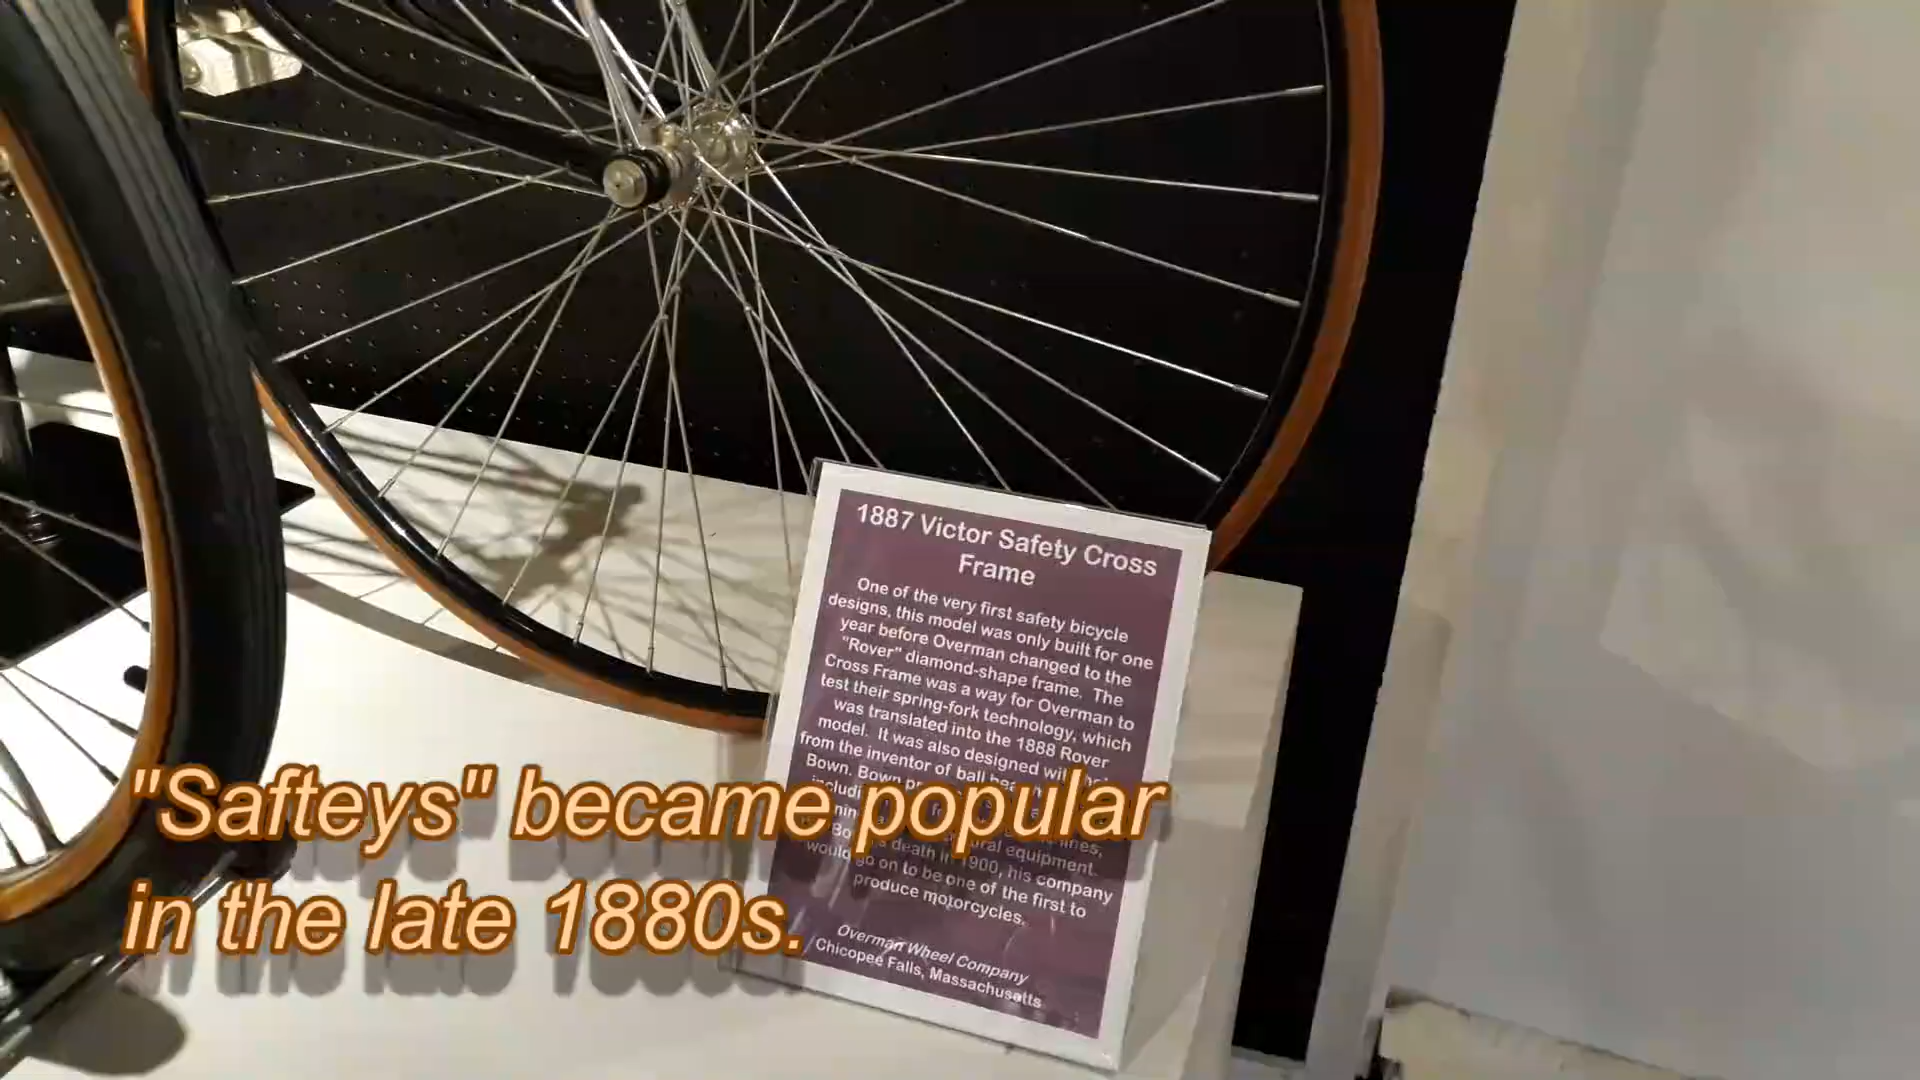 1887 Victor Safety Cross
Frame
One of the very first safety bicycle
designs, this model was only built for one
year before Overman changed to the
"Rover" diamond-shape frame. The
Cross Frame was a way for Overman to
test their spring-fork technology, which
was translated into the 1888 Rover
model. It was also designed with
from the inventor of ball
Bown. Bown
equipment.
death in 1900, his company
would go on to be one of the first to
produce motorcycles.
Overman Wheel Company
Chicopee Falls, Massachusetts
"Safteys" became popular
in the late 1880s.